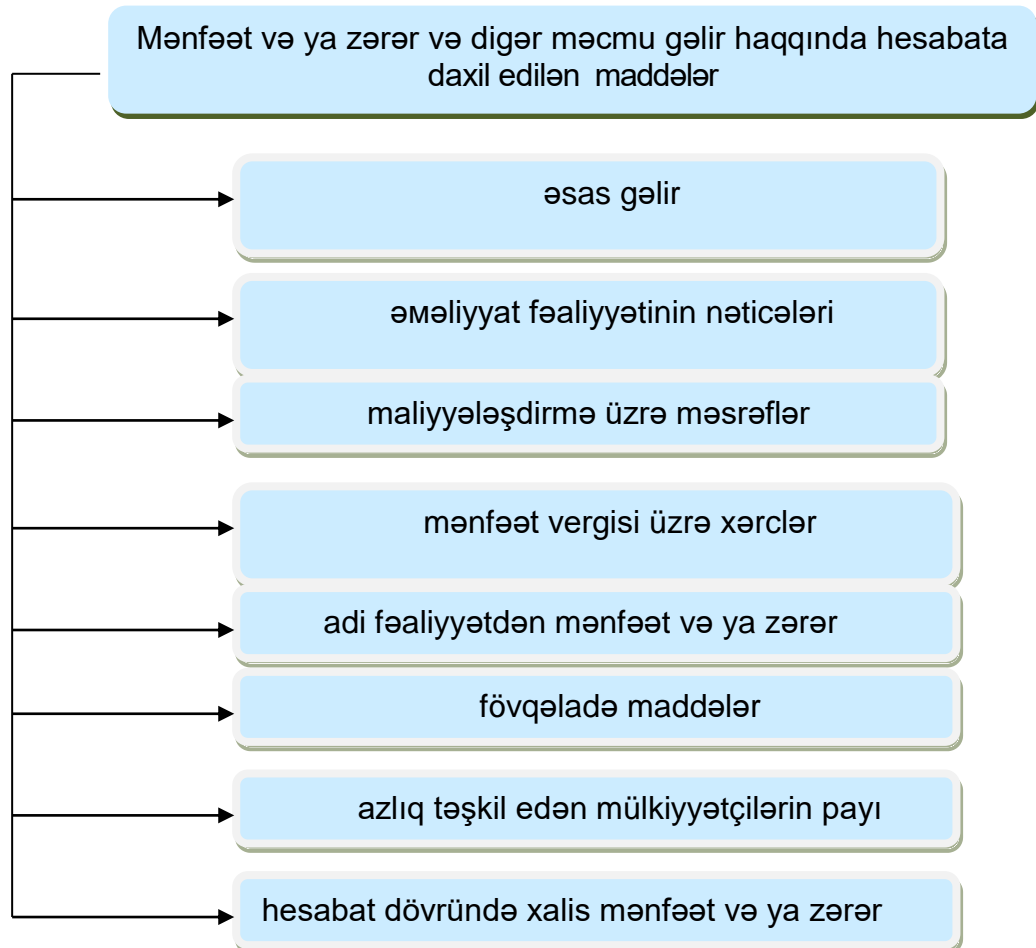 Mənfəət və ya zərər və digər məcmu gəlir haqqında hesabata
daxil edilən maddələr
əsas gəlir
əмəliyyat fəaliyyətinin nəticələri
maliyyələşdirmə üzrə məsrəflər
mənfəət vergisi üzrə xərclər
adi fəaliyyətdən mənfəət və ya zərər
fövqəladə maddələr
azlıq təşkil edən mülkiyyətçilərin payı
hesabat dövründə xalis mənfəət və ya zərər